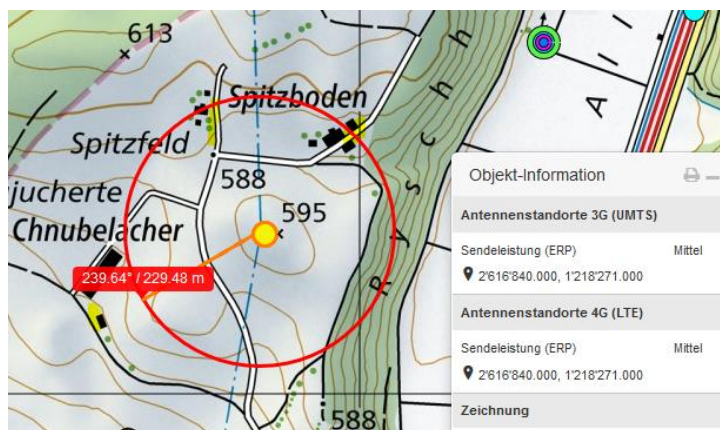 613
Spitzboden
Spitzfeld
588
jucherte
595
Chnubelacher
239.64° / 229.48 m
588
Ryschh
All
Objekt-Information
Antennenstandorte 3G (UMTS)
Sendeleistung (ERP) Mittel
2'616'840.000, 1'218'271.000
Antennenstandorte 4G (LTE)
Sendeleistung (ERP) Mittel
2'616'840.000, 1'218'271.000
Zeichnung